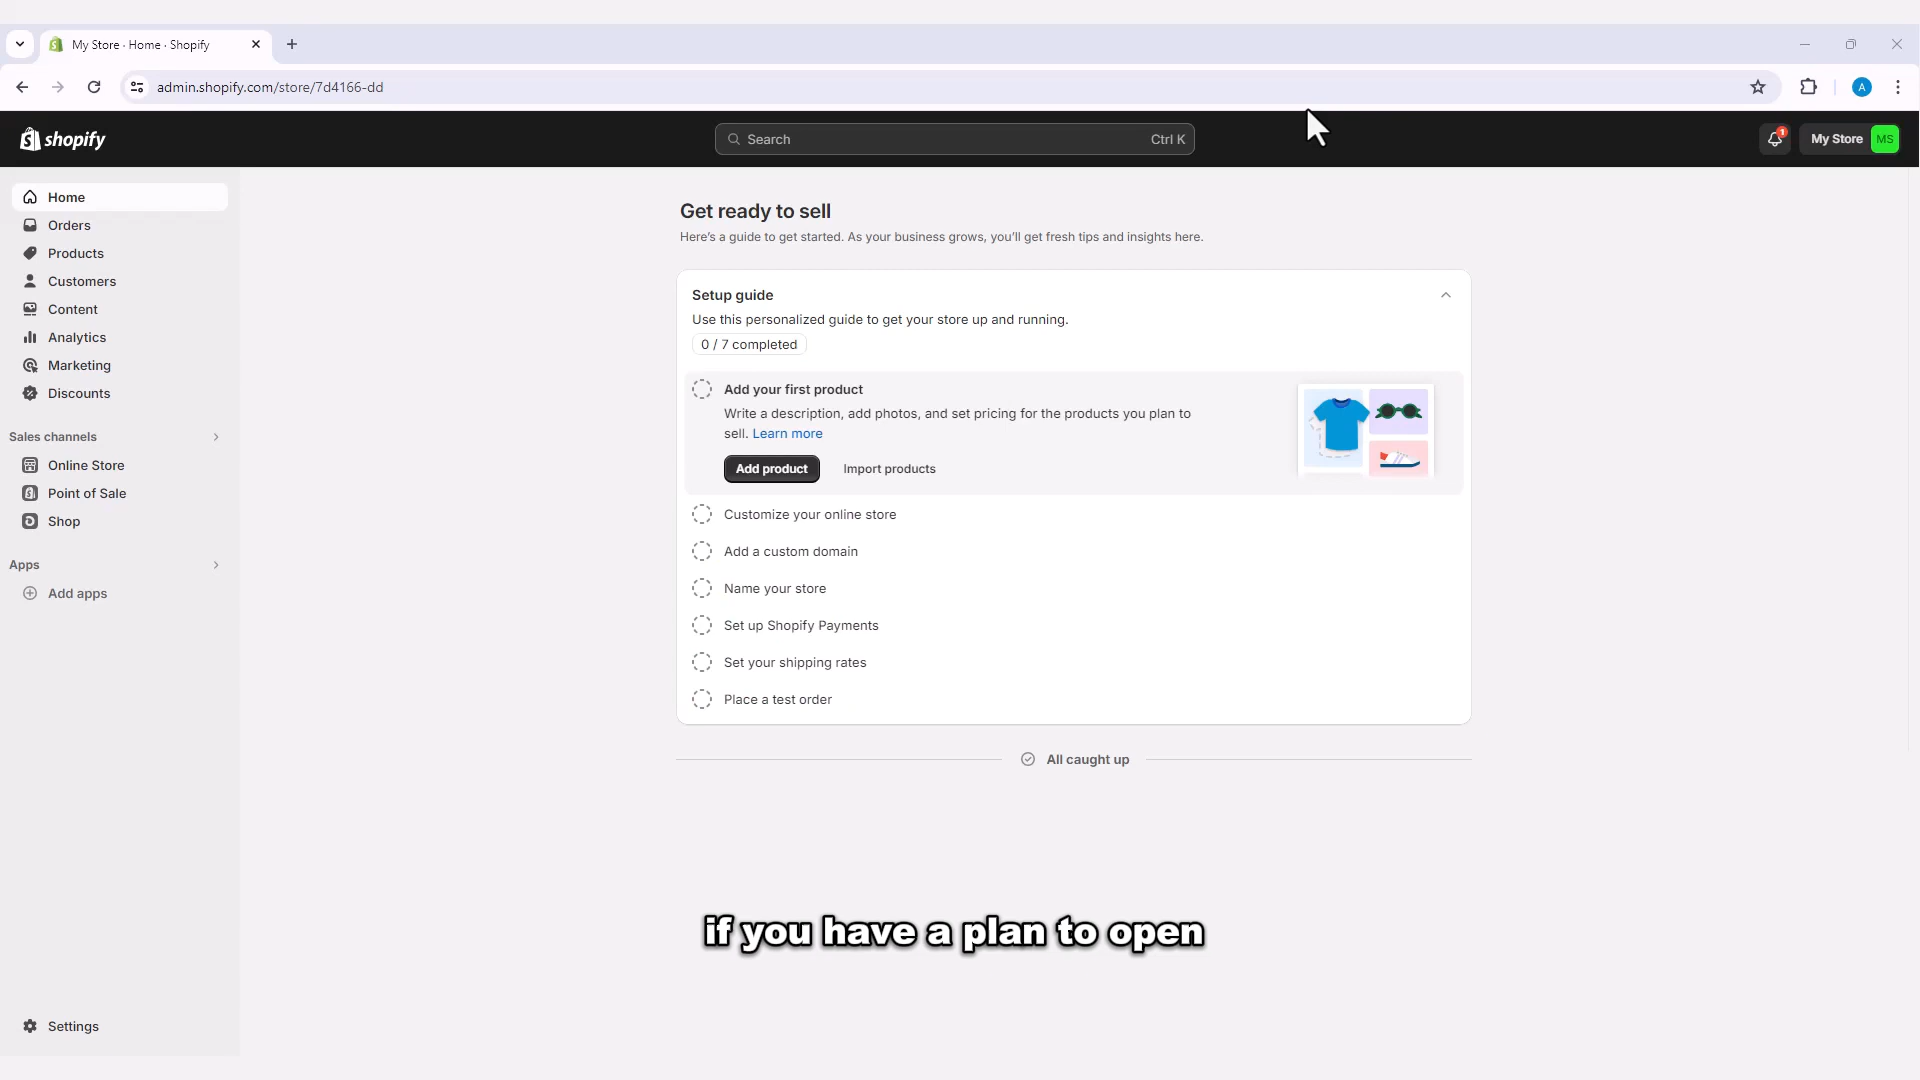 My Store · Home · Shopify
admin.shopify.com/store/7d4166-dd
A
shopify
Search
Ctrl K
1
My Store
MS
Home
Orders
Products
Customers
Content
Analytics
Marketing
Discounts
Sales channels
Online Store
Point of Sale
Shop
Apps
Add apps
Settings
Get ready to sell
Here's a guide to get started. As your business grows, you'll get fresh tips and insights here.
Setup guide
Use this personalized guide to get your store up and running.
0 / 7 completed
Add your first product
Write a description, add photos, and set pricing for the products you plan to
sell. Learn more
Add product
Import products
Customize your online store
Add a custom domain
Name your store
Set up Shopify Payments
Set your shipping rates
Place a test order
All caught up
if you have a plan to open